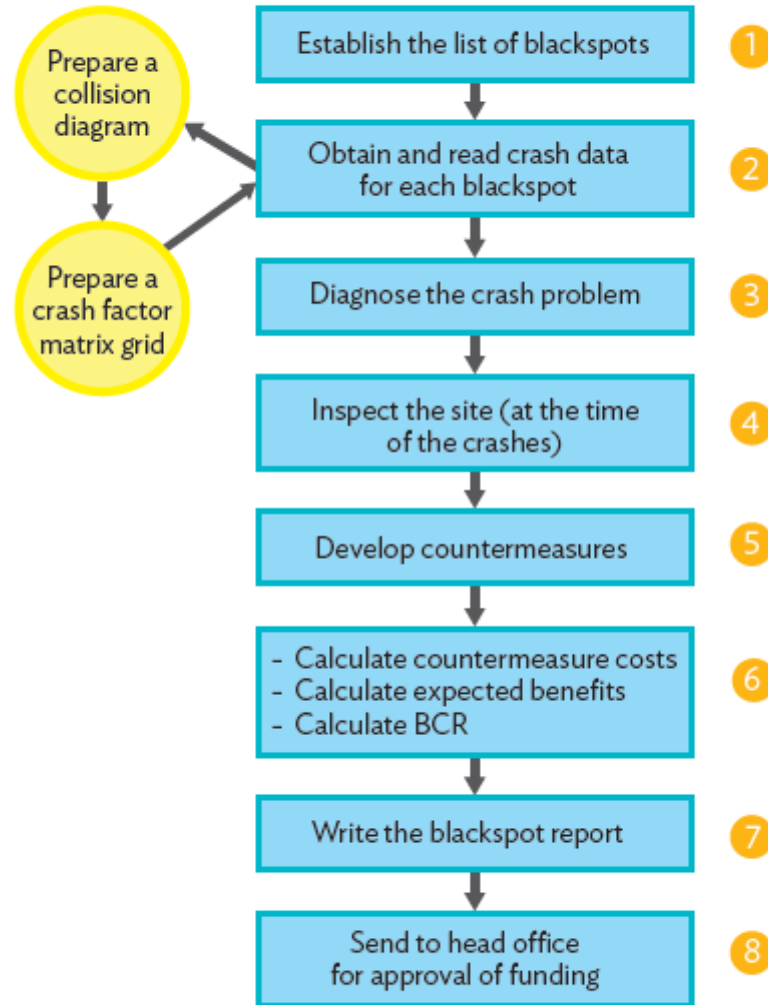 Establish the list of blackspots
1
Prepare a
collision
diagram
Obtain and read crash data
for each blackspot
2
Prepare a
crash factor
matrix grid
Diagnose the crash problem
3
Inspect the site (at the time
of the crashes)
4
Develop countermeasures
5
- Calculate countermeasure costs
- Calculate expected benefits
- Calculate BCR
6
Write the blackspot report
7
Send to head office
for approval of funding
8